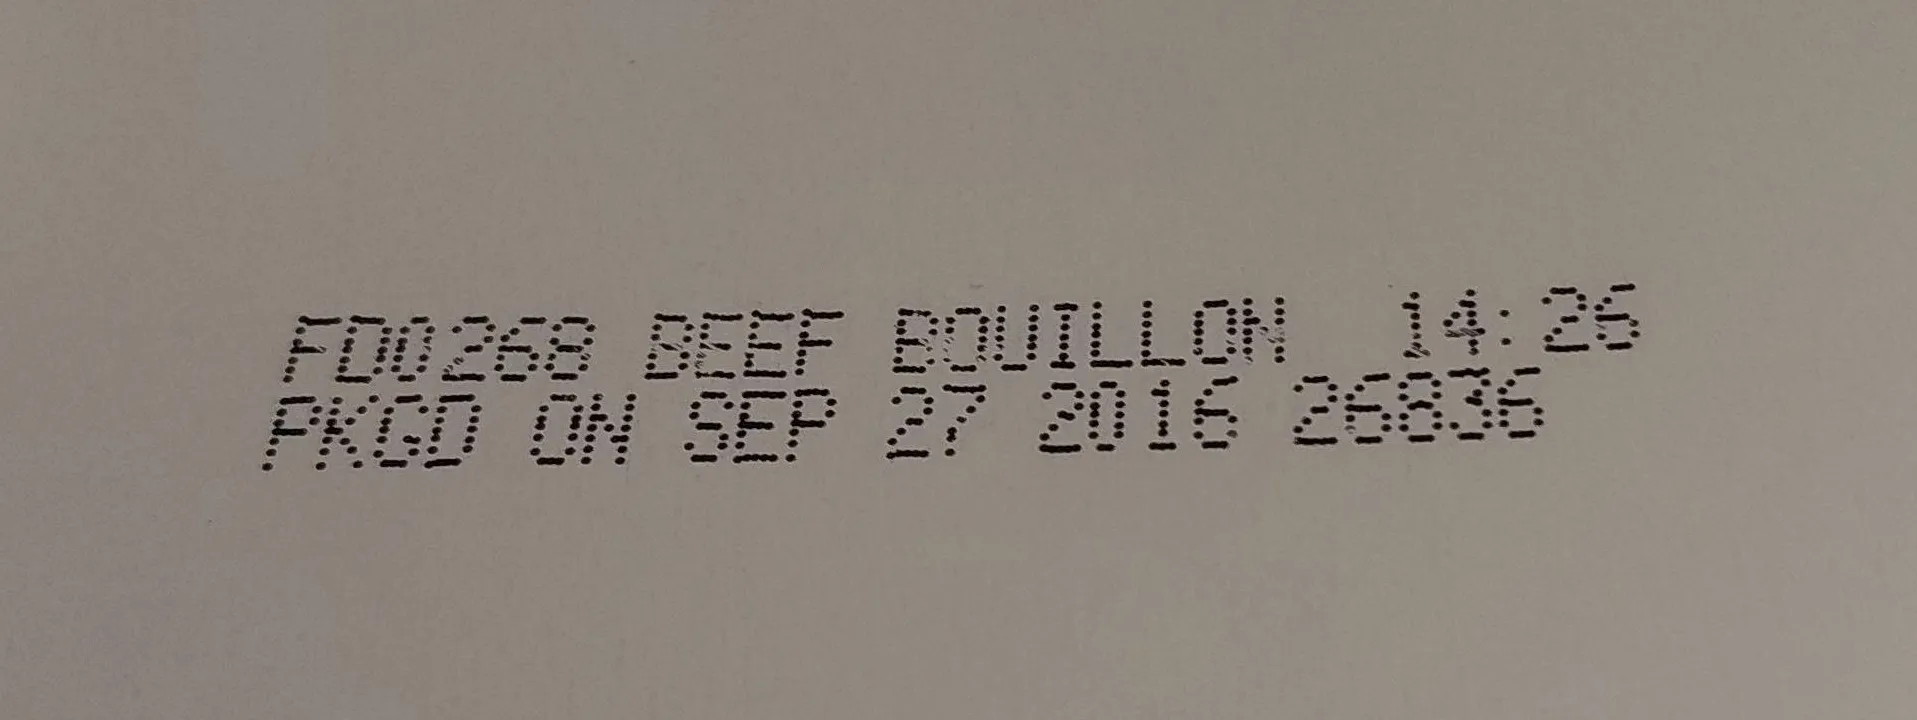 FD0268 BEEF BOUILLON 14:26
PKGD ON SEP 27 2016 26836